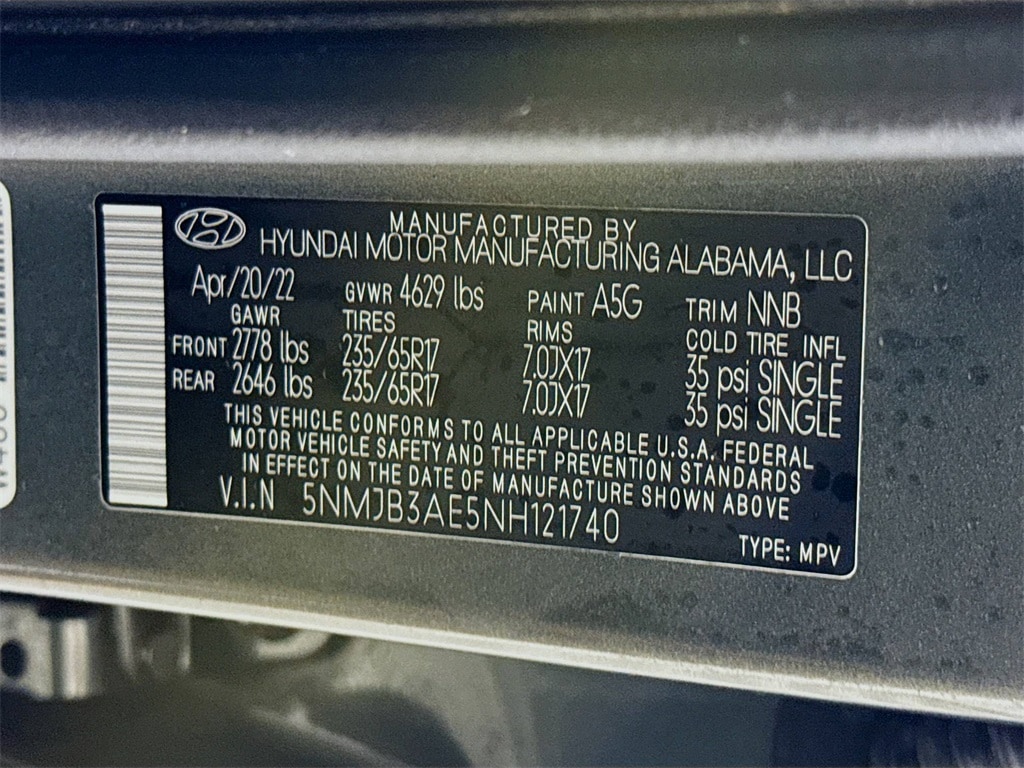 MANUFACTURED BY
HYUNDAI MOTOR MANUFACTURING ALABAMA, LLC
Apr/20/22 GVWR 4629 lbs PAINT A5G TRIM NNB
GAWR TIRES RIMS COLD TIRE INFL
FRONT 2778 lbs 235/65R17 7.0JX17 35 psi SINGLE
REAR 2646 lbs 235/65R17 7.0JX17 35 psi SINGLE
THIS VEHICLE CONFORMS TO ALL APPLICABLE U.S.A. FEDERAL
MOTOR VEHICLE SAFETY AND THEFT PREVENTION STANDARDS
IN EFFECT ON THE DATE OF MANUFACTURE SHOWN ABOVE
V.I.N 5NMJB3AE5NH121740
TYPE: MPV